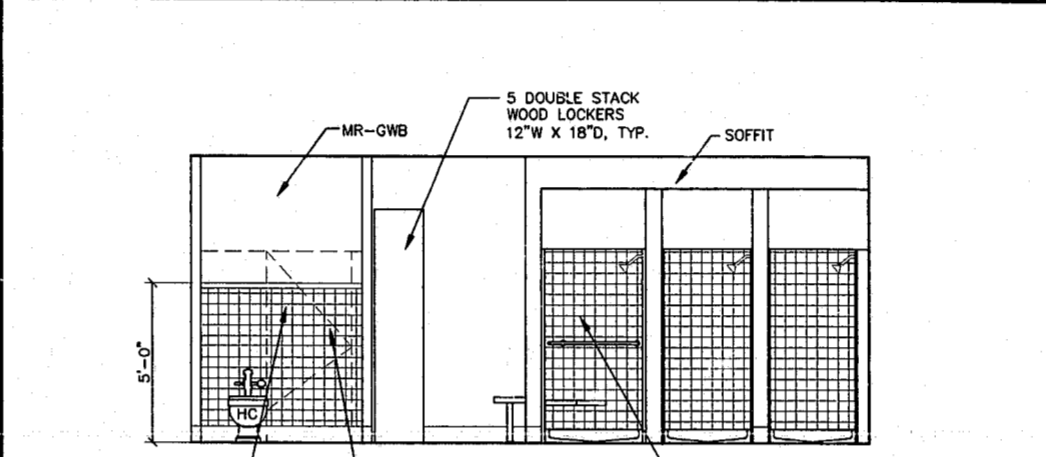 5 DOUBLE STACK
WOOD LOCKERS
12"W X 18"D, TYP.
MR-GWB
SOFFIT
5'-0"
HC